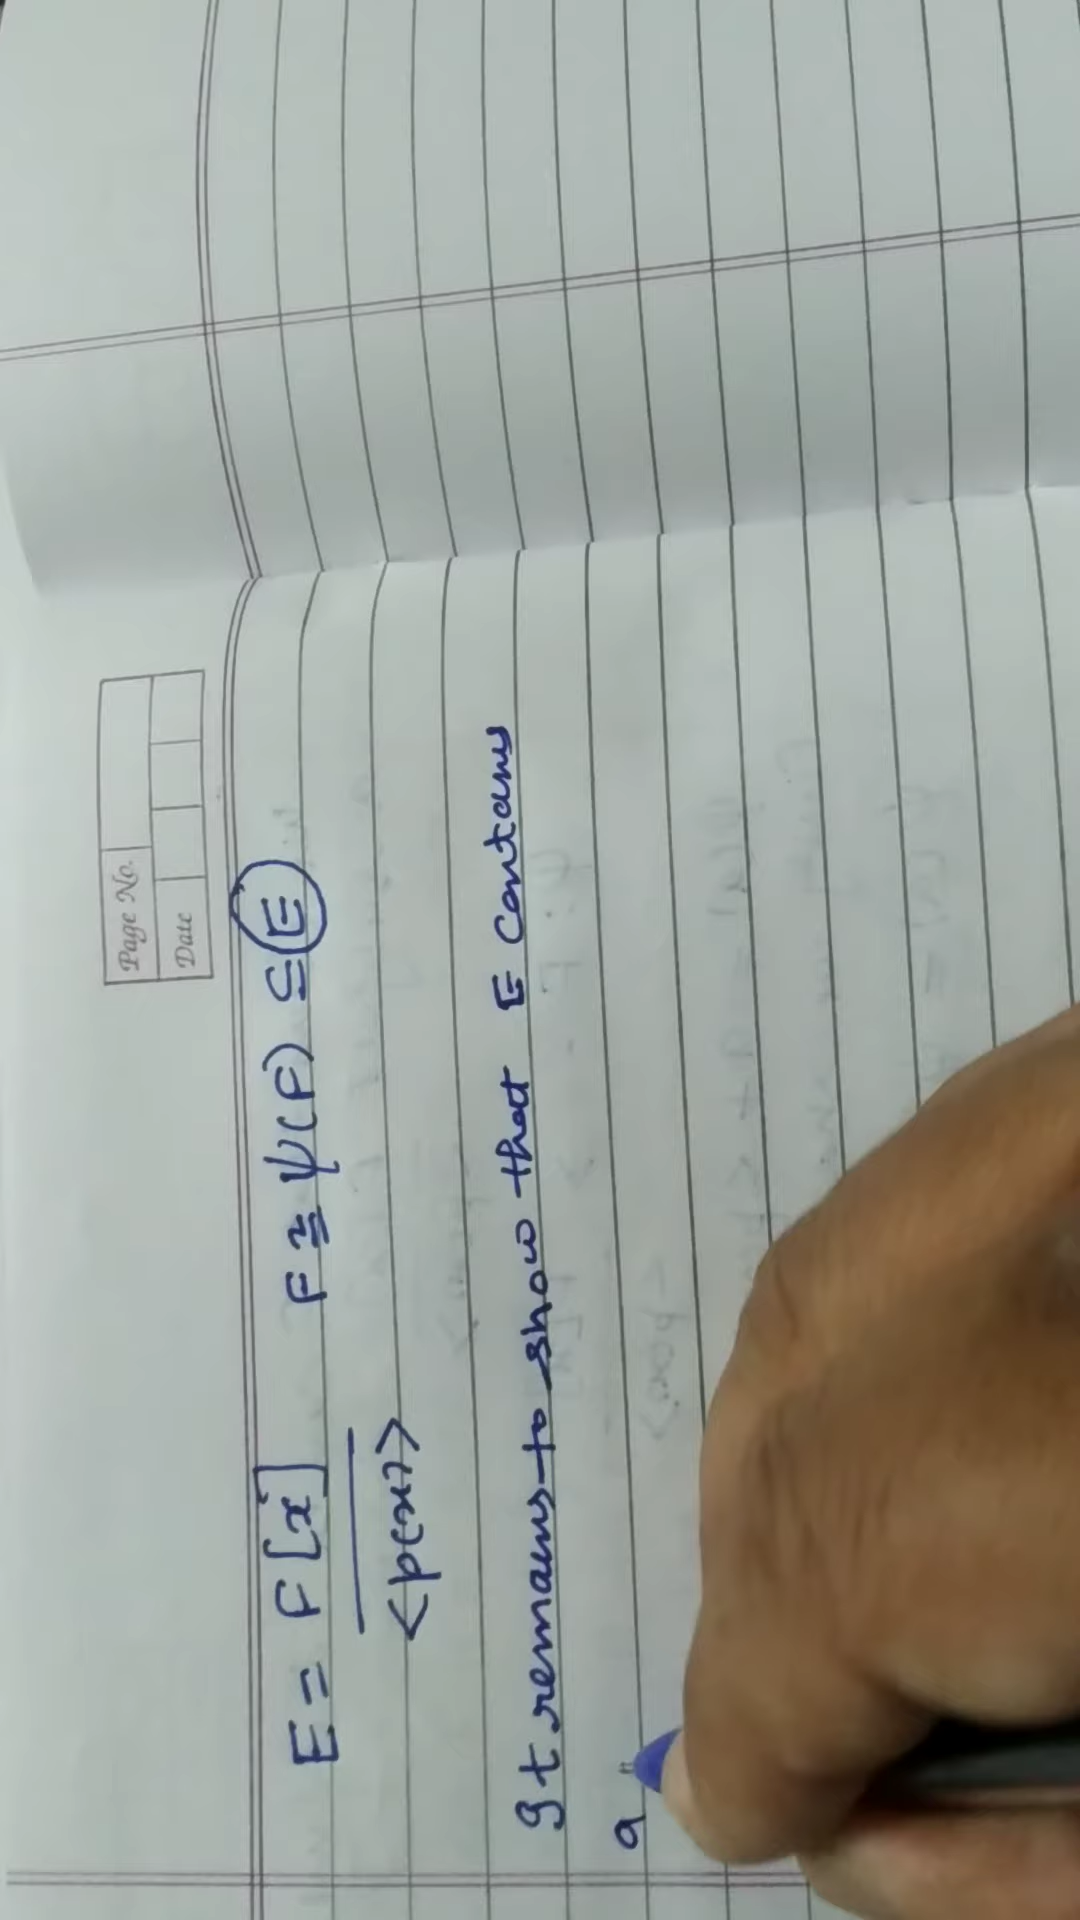 Page No.
Date
E = F[x] F ≅ ψ(F) ⊆ E
<p(x)>
It remains to show that E contains
a